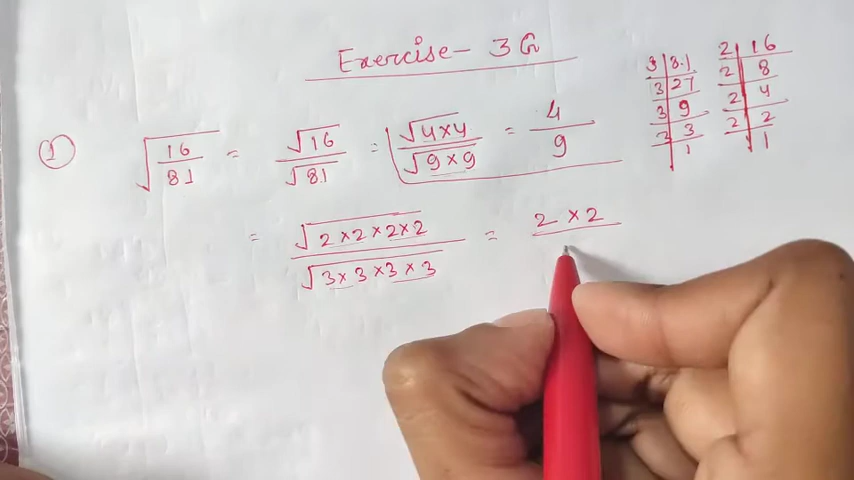 Exercise - 3G
① √16/81 = √16/√81 = √4×4/√9×9 = 4/9
= √2×2×2×2/√3×3×3×3 = 2×2
3 | 81
3 | 27
3 | 9
3 | 3
1
2 | 16
2 | 8
2 | 4
2 | 2
1